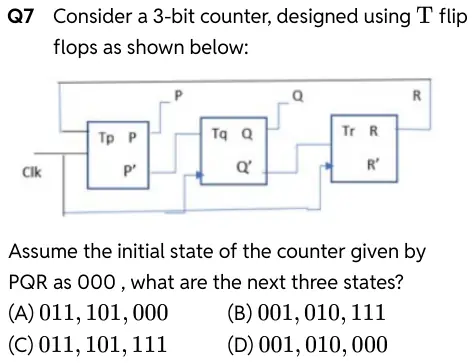 Q7 Consider a 3-bit counter, designed using T flip
flops as shown below:
P Q R
Tp P Tq Q Tr R
Clk P' Q' R'
Assume the initial state of the counter given by
PQR as 000 , what are the next three states?
(A) 011, 101, 000 (B) 001, 010, 111
(C) 011, 101, 111 (D) 001, 010, 000